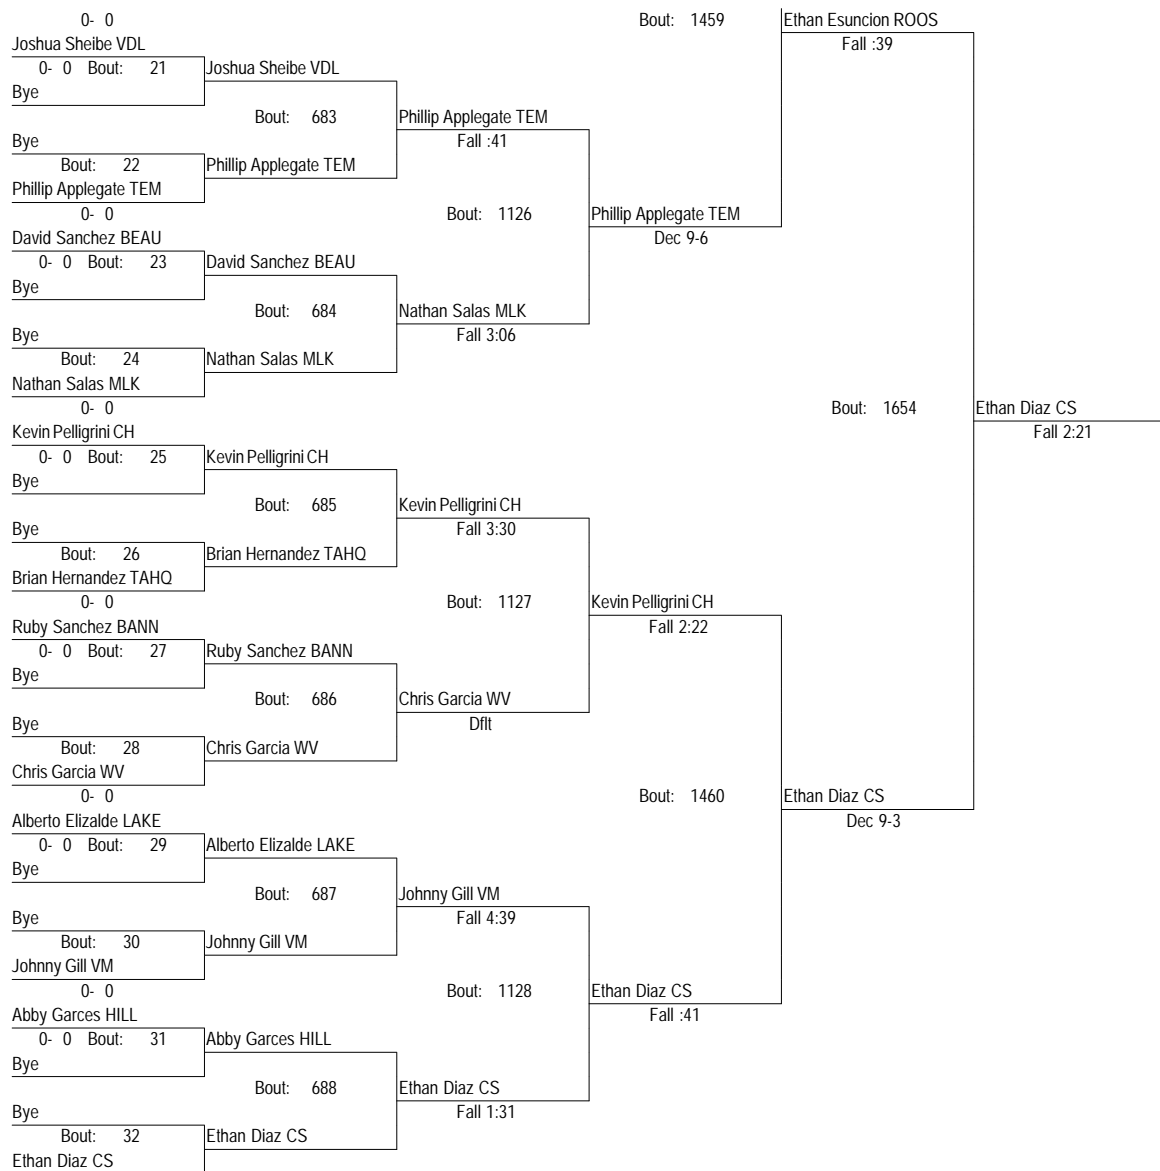 0- 0
Bout: 1459
Ethan Esuncion ROOS
Joshua Sheibe VDL
Fall :39
0- 0 Bout: 21
Joshua Sheibe VDL
Bye
Bout: 683
Phillip Applegate TEM
Bye
Fall :41
Bout: 22
Phillip Applegate TEM
Phillip Applegate TEM
0- 0
Bout: 1126
Phillip Applegate TEM
David Sanchez BEAU
Dec 9-6
0- 0 Bout: 23
David Sanchez BEAU
Bye
Bout: 684
Nathan Salas MLK
Bye
Fall 3:06
Bout: 24
Nathan Salas MLK
Nathan Salas MLK
0- 0
Bout: 1654
Ethan Diaz CS
Kevin Pelligrini CH
Fall 2:21
0- 0 Bout: 25
Kevin Pelligrini CH
Bye
Bout: 685
Kevin Pelligrini CH
Bye
Fall 3:30
Bout: 26
Brian Hernandez TAHQ
Brian Hernandez TAHQ
0- 0
Bout: 1127
Kevin Pelligrini CH
Ruby Sanchez BANN
Fall 2:22
0- 0 Bout: 27
Ruby Sanchez BANN
Bye
Bout: 686
Chris Garcia WV
Bye
Dflt
Bout: 28
Chris Garcia WV
Chris Garcia WV
0- 0
Bout: 1460
Ethan Diaz CS
Alberto Elizalde LAKE
Dec 9-3
0- 0 Bout: 29
Alberto Elizalde LAKE
Bye
Bout: 687
Johnny Gill VM
Bye
Fall 4:39
Bout: 30
Johnny Gill VM
Johnny Gill VM
0- 0
Bout: 1128
Ethan Diaz CS
Abby Garces HILL
Fall :41
0- 0 Bout: 31
Abby Garces HILL
Bye
Bout: 688
Ethan Diaz CS
Bye
Fall 1:31
Bout: 32
Ethan Diaz CS
Ethan Diaz CS